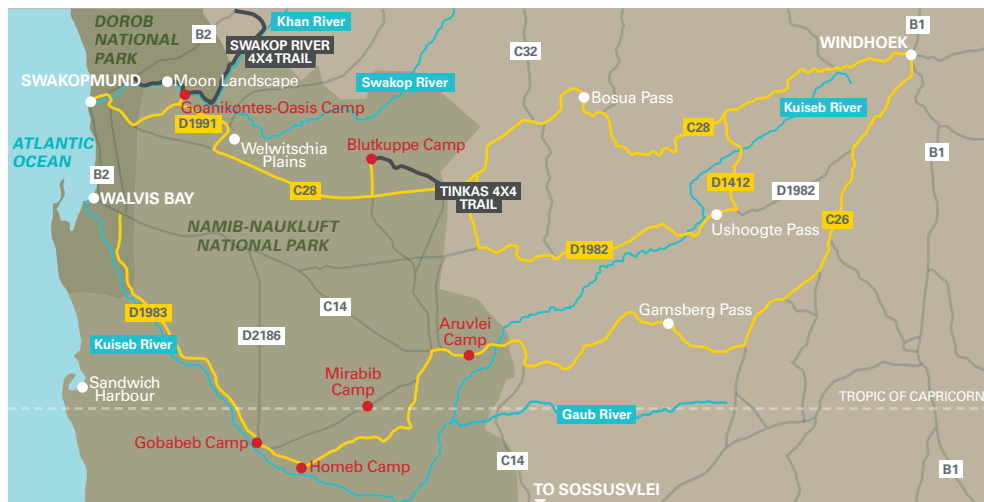 DOROB
NATIONAL
PARK
B2
Khan River
SWAKOP RIVER
4X4 TRAIL
C32
B1
WINDHOEK
SWAKOPMUND
Moon Landscape
Swakop River
Goanikontes-Oasis Camp
Bosua Pass
Kuiseb River
D1991
C28
ATLANTIC
OCEAN
Welwitschia
Plains
Blutkuppe Camp
B1
B2
C28
TINKAS 4X4
TRAIL
D1412
D1982
WALVIS BAY
C26
NAMIB-NAUKLUFT
NATIONAL PARK
Ushoogte Pass
D1982
D1983
C14
Gamsberg Pass
Kuiseb River
D2186
Aruvlei
Camp
Sandwich
Harbour
Mirabib
Camp
TROPIC OF CAPRICORN
Gaub River
Gobabeb Camp
Homeb Camp
C14
B1
TO SOSSUSVLEI